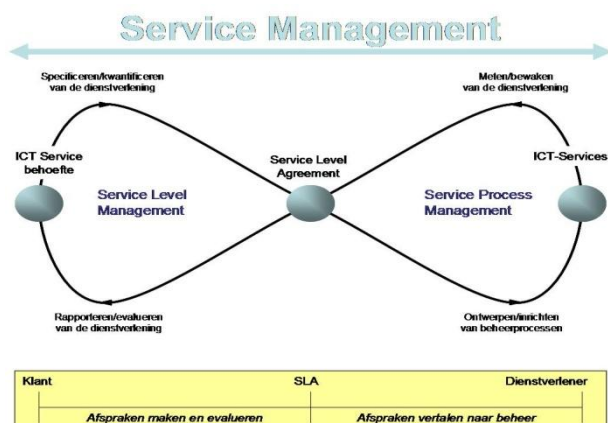 Service Management
Specificeren/kwantificeren
van de dienstverlening
Meten/bewaken
van de dienstverlening
ICT Service
behoefte
Service Level
Agreement
ICT-Services
Service Level
Management
Service Process
Management
Rapporteren/evalueren
van de dienstverlening
Ontwerpen/inrichten
van beheerprocessen
Klant
SLA
Dienstverlener
Afspraken maken en evalueren
Afspraken vertalen naar beheer